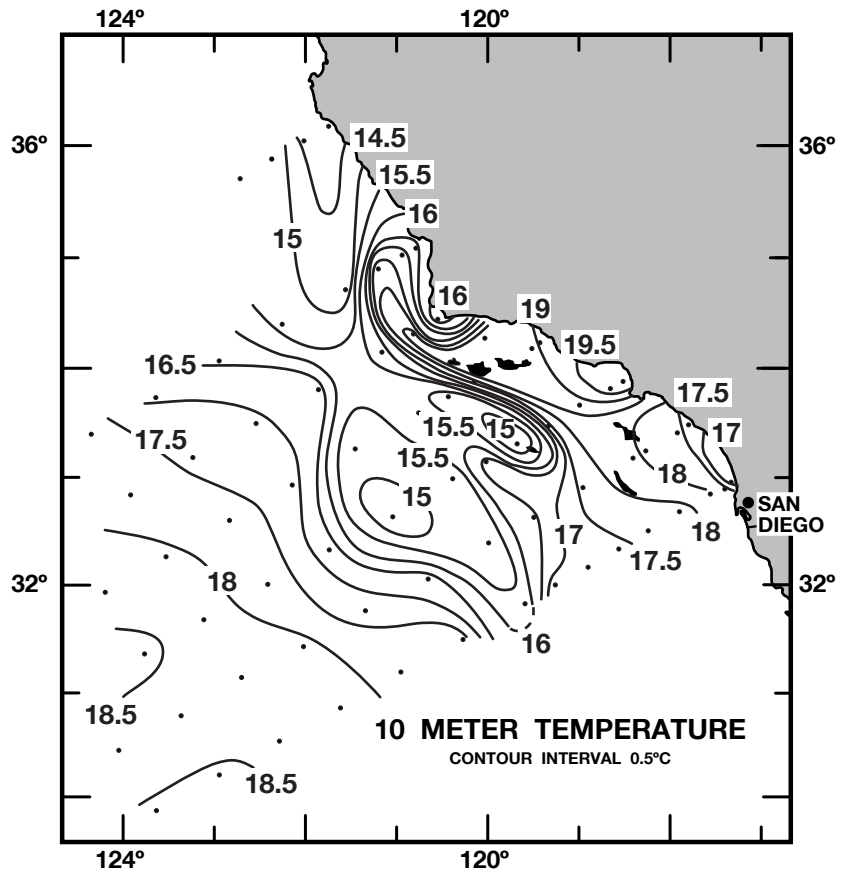 124º 120º
14.5
36º 36º
15.5
16
15
16 19
19.5
16.5
17.5
15.5 15 17
17.5
15.5
18
15
SAN
DIEGO
17 18
17.5
18
32º 32º
16
18.5
10 METER TEMPERATURE
CONTOUR INTERVAL 0.5ºC
18.5
124º 120º